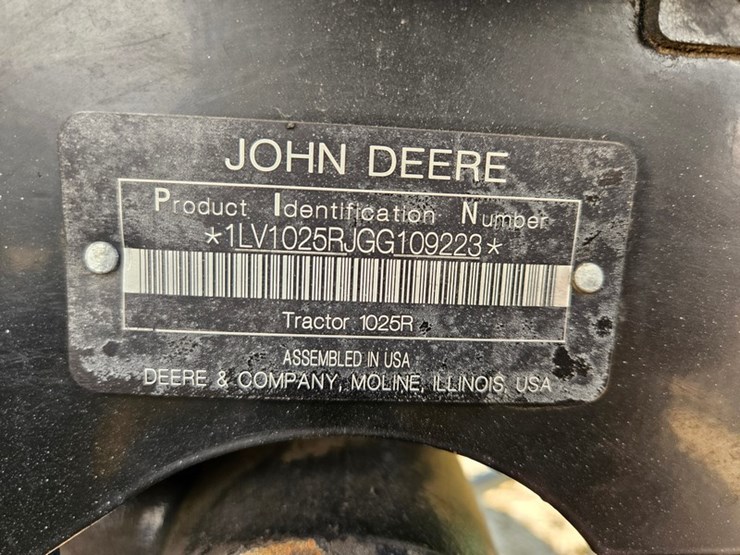 JOHN DEERE
Product Identification Number
*1LV1025RJGG109223*
Tractor 1025R
ASSEMBLED IN USA
DEERE & COMPANY, MOLINE, ILLINOIS, USA